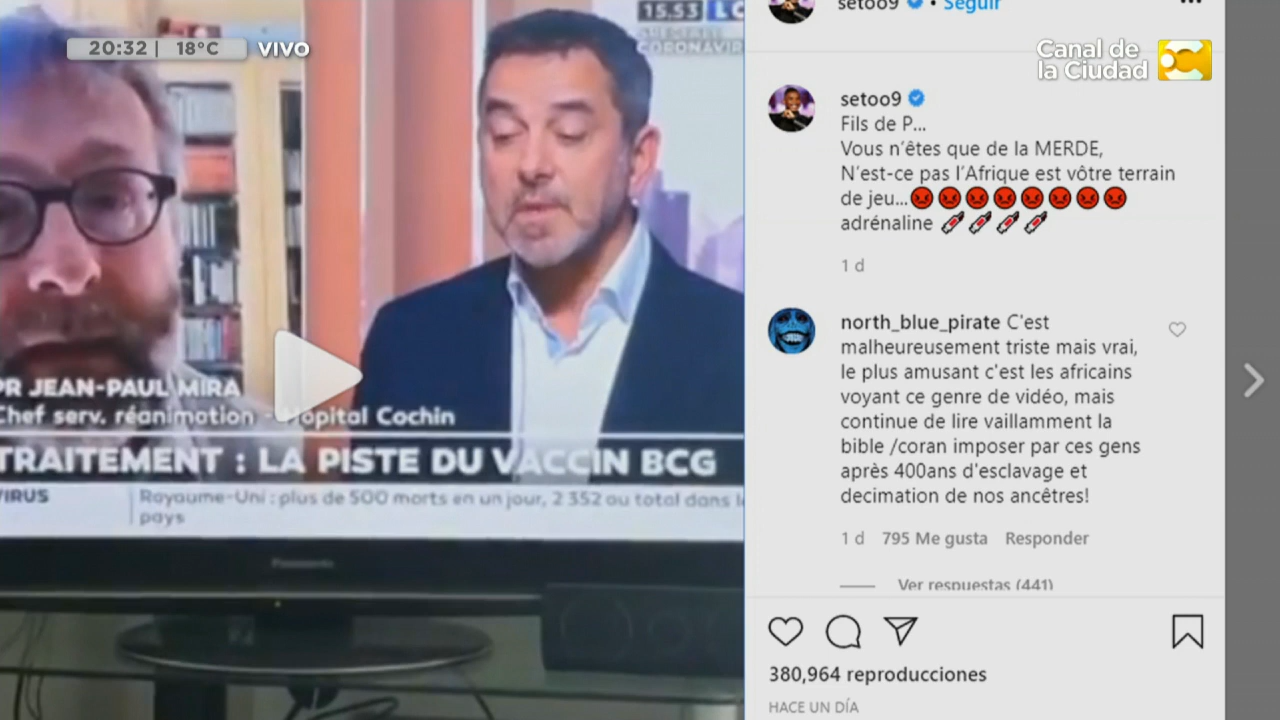 20:32 | 18°C VIVO
15.53 LC
CORONAVIR
PR JEAN-PAUL MIRA
Chef serv. réanimation - Hôpital Cochin
TRAITEMENT : LA PISTE DU VACCIN BCG
VIRUS
Royaume-Uni : plus de 500 morts en un jour, 2 352 au total dans l
pays
Panasonic
setoo9 • Seguir
Canal de
la Ciudad
setoo9
Fils de P...
Vous n'êtes que de la MERDE,
N'est-ce pas l'Afrique est vôtre terrain
de jeu...😡😡😡😡😡😡😡😡
adrénaline 💉💉💉💉
1 d
north_blue_pirate C'est
malheureusement triste mais vrai,
le plus amusant c'est les africains
voyant ce genre de vidéo, mais
continue de lire vaillamment la
bible /coran imposer par ces gens
après 400ans d'esclavage et
decimation de nos ancêtres!
1 d 795 Me gusta Responder
Ver respuestas (441)
380,964 reproducciones
HACE UN DÍA